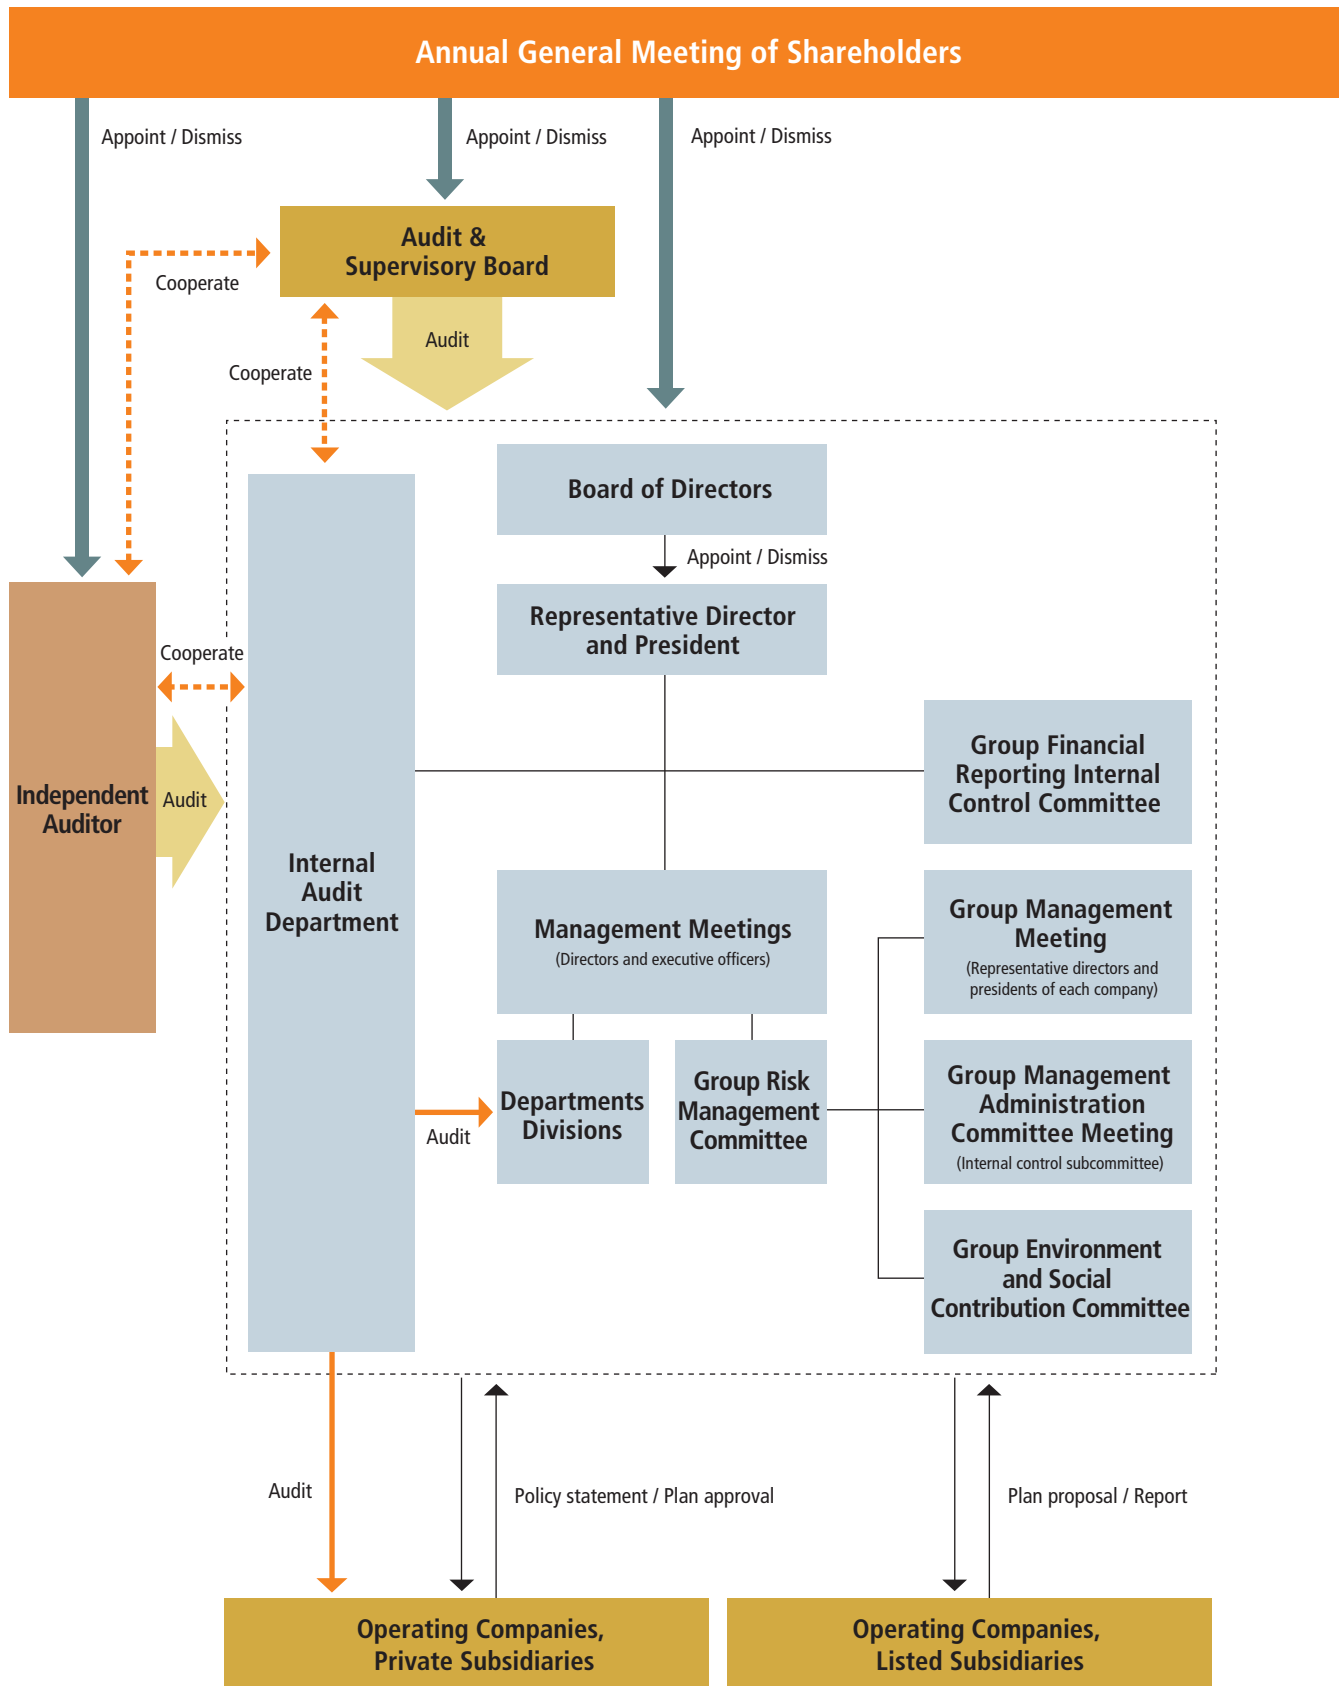 Annual General Meeting of Shareholders
Appoint / Dismiss
Appoint / Dismiss
Appoint / Dismiss
Audit &
Supervisory Board
Cooperate
Audit
Cooperate
Board of Directors
Appoint / Dismiss
Representative Director
and President
Cooperate
Group Financial
Reporting Internal
Control Committee
Independent
Auditor
Audit
Internal
Audit
Department
Management Meetings
(Directors and executive officers)
Group Management
Meeting
(Representative directors and
presidents of each company)
Departments
Divisions
Group Risk
Management
Committee
Group Management
Administration
Committee Meeting
(Internal control subcommittee)
Audit
Group Environment
and Social
Contribution Committee
Audit
Policy statement / Plan approval
Plan proposal / Report
Operating Companies,
Private Subsidiaries
Operating Companies,
Listed Subsidiaries